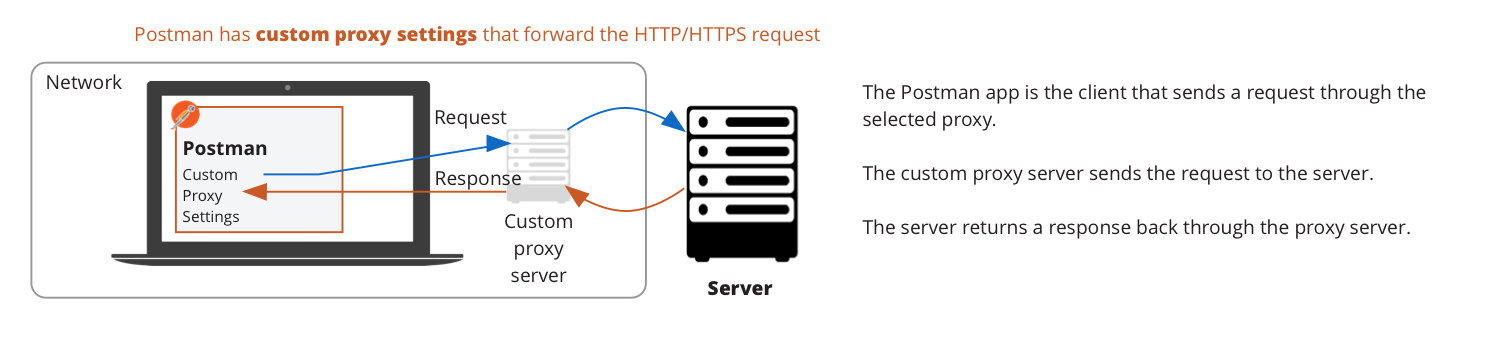 Postman has custom proxy settings that forward the HTTP/HTTPS request
Network
Postman
Custom
Proxy
Settings
Request
Response
Custom
proxy
server
Server
The Postman app is the client that sends a request through the
selected proxy.
The custom proxy server sends the request to the server.
The server returns a response back through the proxy server.